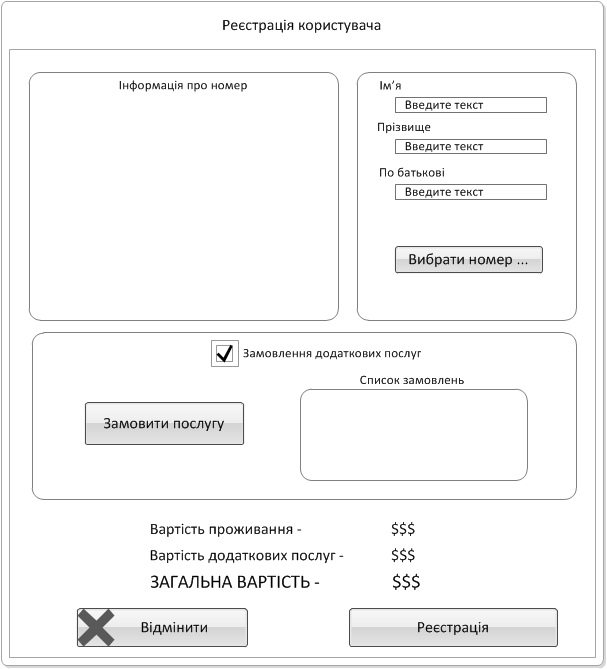 Реєстрація користувача
Інформація про номер
Ім’я
Введите текст
Прізвище
Введите текст
По батькові
Введите текст
Вибрати номер ...
Замовлення додаткових послуг
Список замовлень
Замовити послугу
Вартість проживання - $$$
Вартість додаткових послуг - $$$
ЗАГАЛЬНА ВАРТІСТЬ - $$$
Відмінити
Реєстрація